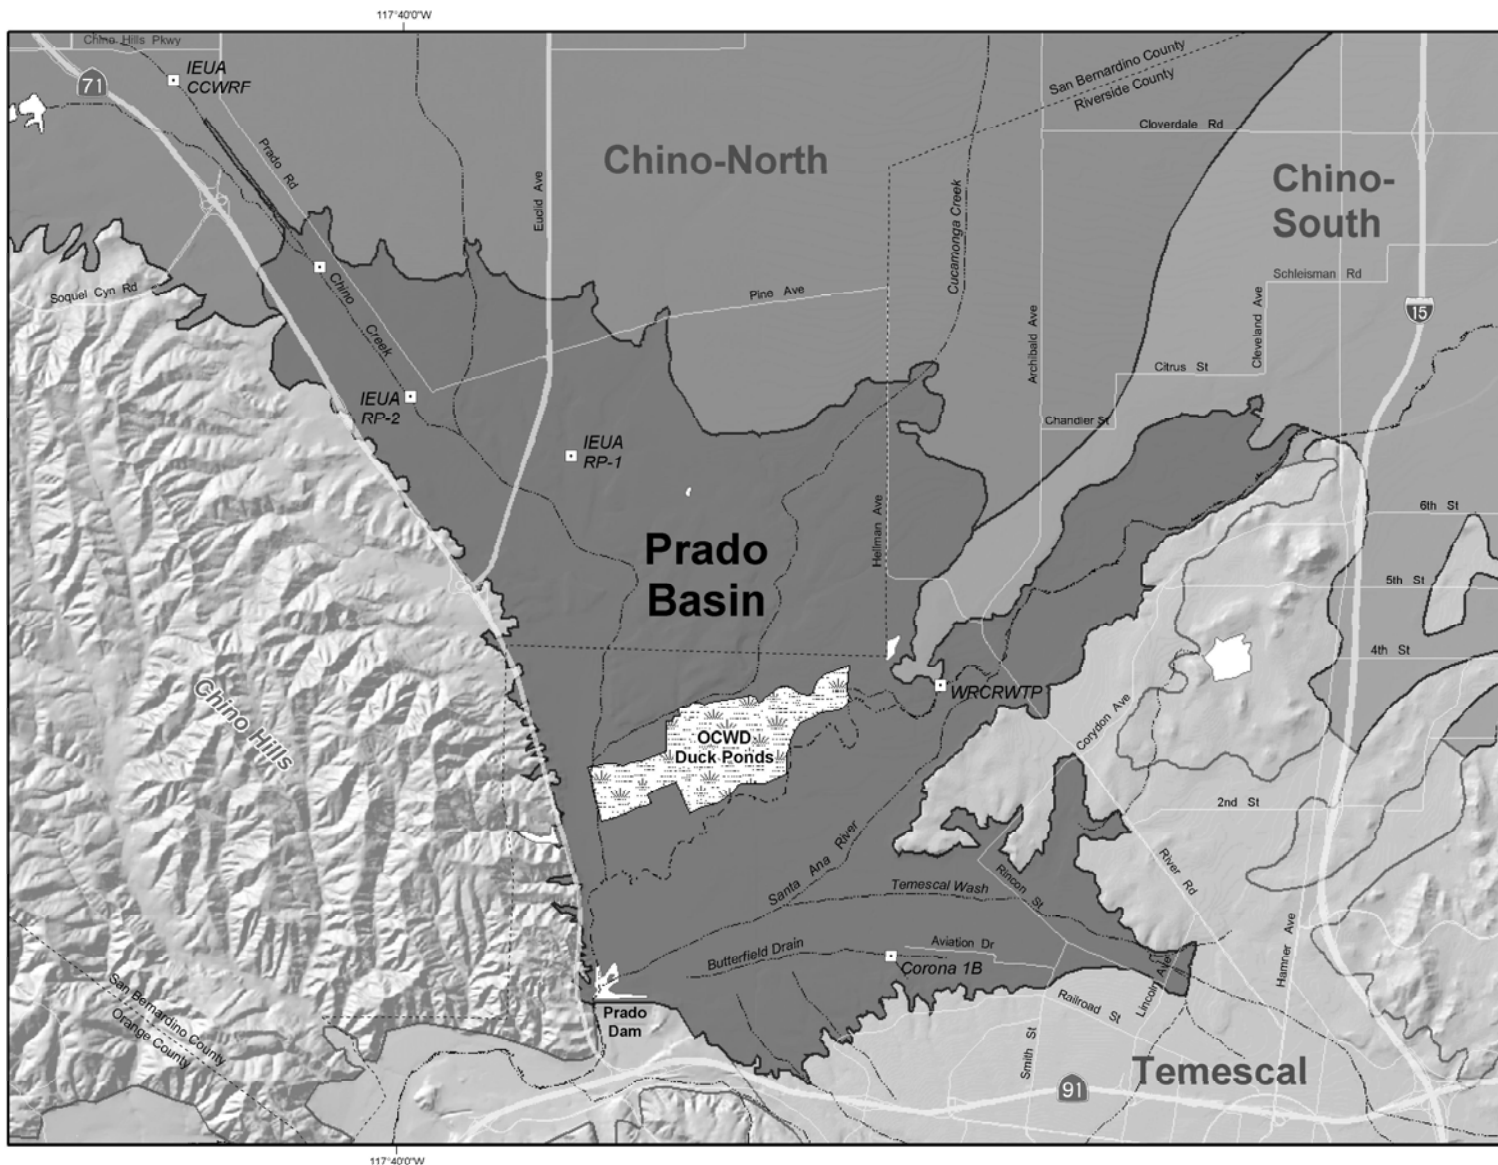 117°40'0"W
Chino Hills Pkwy
71
IEUA
CCWRF
San Bernardino County
Riverside County
Cloverdale Rd
Prado Rd
Chino-North
Chino-
South
Euclid Ave
Cucamonga Creek
Schleisman Rd
Soquel Cyn Rd
Chino Creek
Pine Ave
Archibald Ave
Cleveland Ave
15
Citrus St
IEUA
RP-2
Chandler St
IEUA
RP-1
6th St
Hellman Ave
Prado
Basin
5th St
4th St
WRCRWTP
Chino Hills
Corydon Ave
OCWD
Duck Ponds
2nd St
Santa Ana River
River Rd
Rincon St
Temescal Wash
Butterfield Drain
Aviation Dr
Corona 1B
Hamner Ave
Lincoln Ave
San Bernardino County
Orange County
Prado
Dam
Railroad St
Smith St
Temescal
91
117°40'0"W